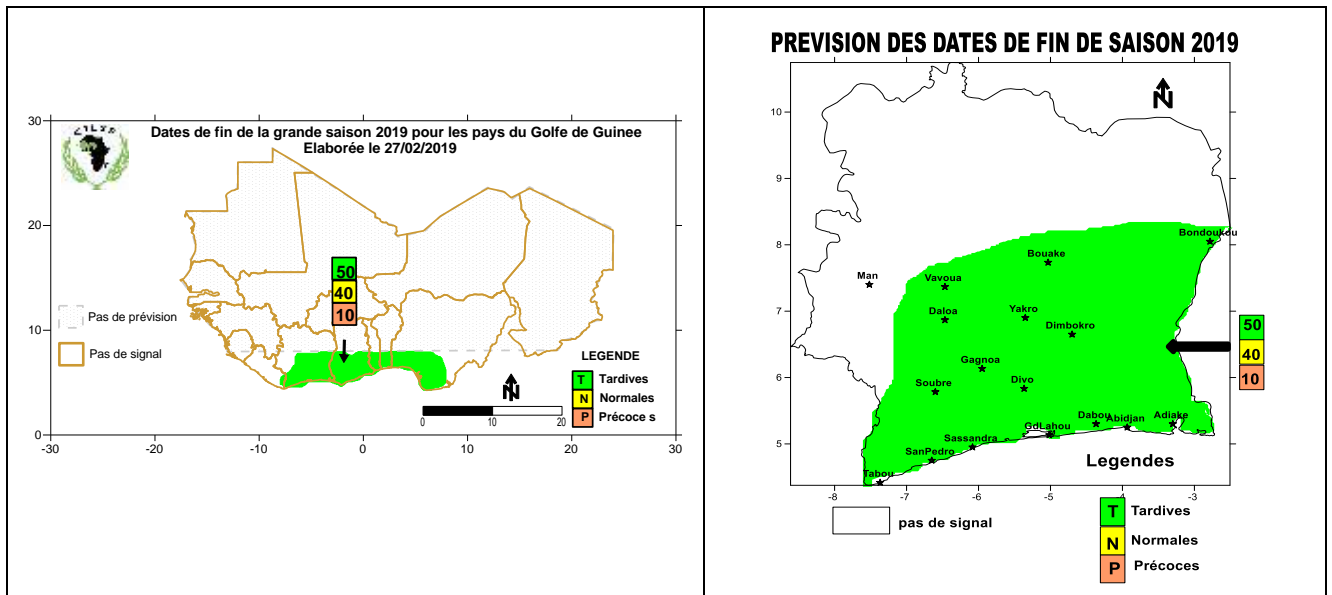 Dates de fin de la grande saison 2019 pour les pays du Golfe de Guinee
Elaborée le 27/02/2019
30
20
10
0
-30
-20
-10
0
10
20
30
50
40
10
Pas de prévision
Pas de signal
LEGENDE
T Tardives
N Normales
P Précoce s
N
0 10 20
PREVISION DES DATES DE FIN DE SAISON 2019
N
10
9
8
7
6
5
-8
-7
-6
-5
-4
-3
Bondoukou
Bouake
Man
Vavoua
Daloa
Yakro
Dimbokro
Gagnoa
Soubre
Divo
Dabou
Abidjan
Adiake
GdLahou
Sassandra
SanPedro
Tabou
50
40
10
Legendes
pas de signal
T Tardives
N Normales
P Précoces